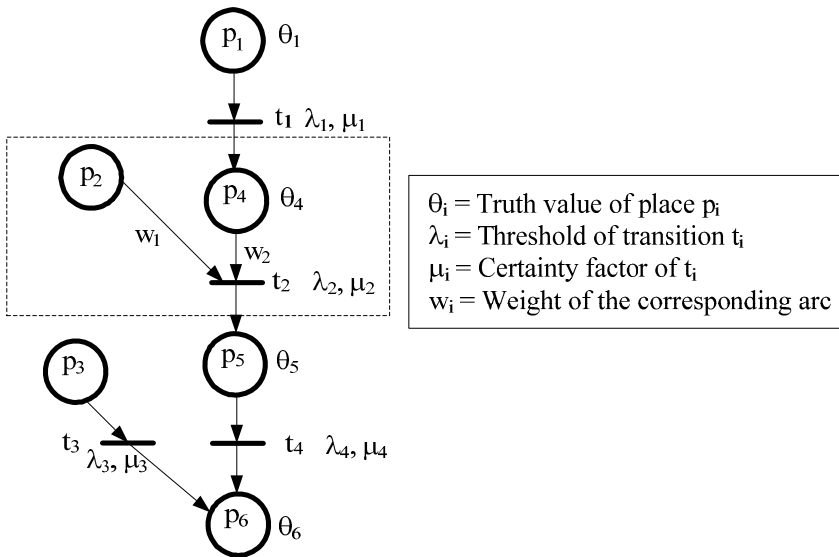 p1 θ1
t1 λ1, μ1
p2
p4 θ4
w1
w2
t2 λ2, μ2
p3
p5 θ5
t3
λ3, μ3
t4 λ4, μ4
p6 θ6
θi = Truth value of place pi
λi = Threshold of transition ti
μi = Certainty factor of ti
wi = Weight of the corresponding arc